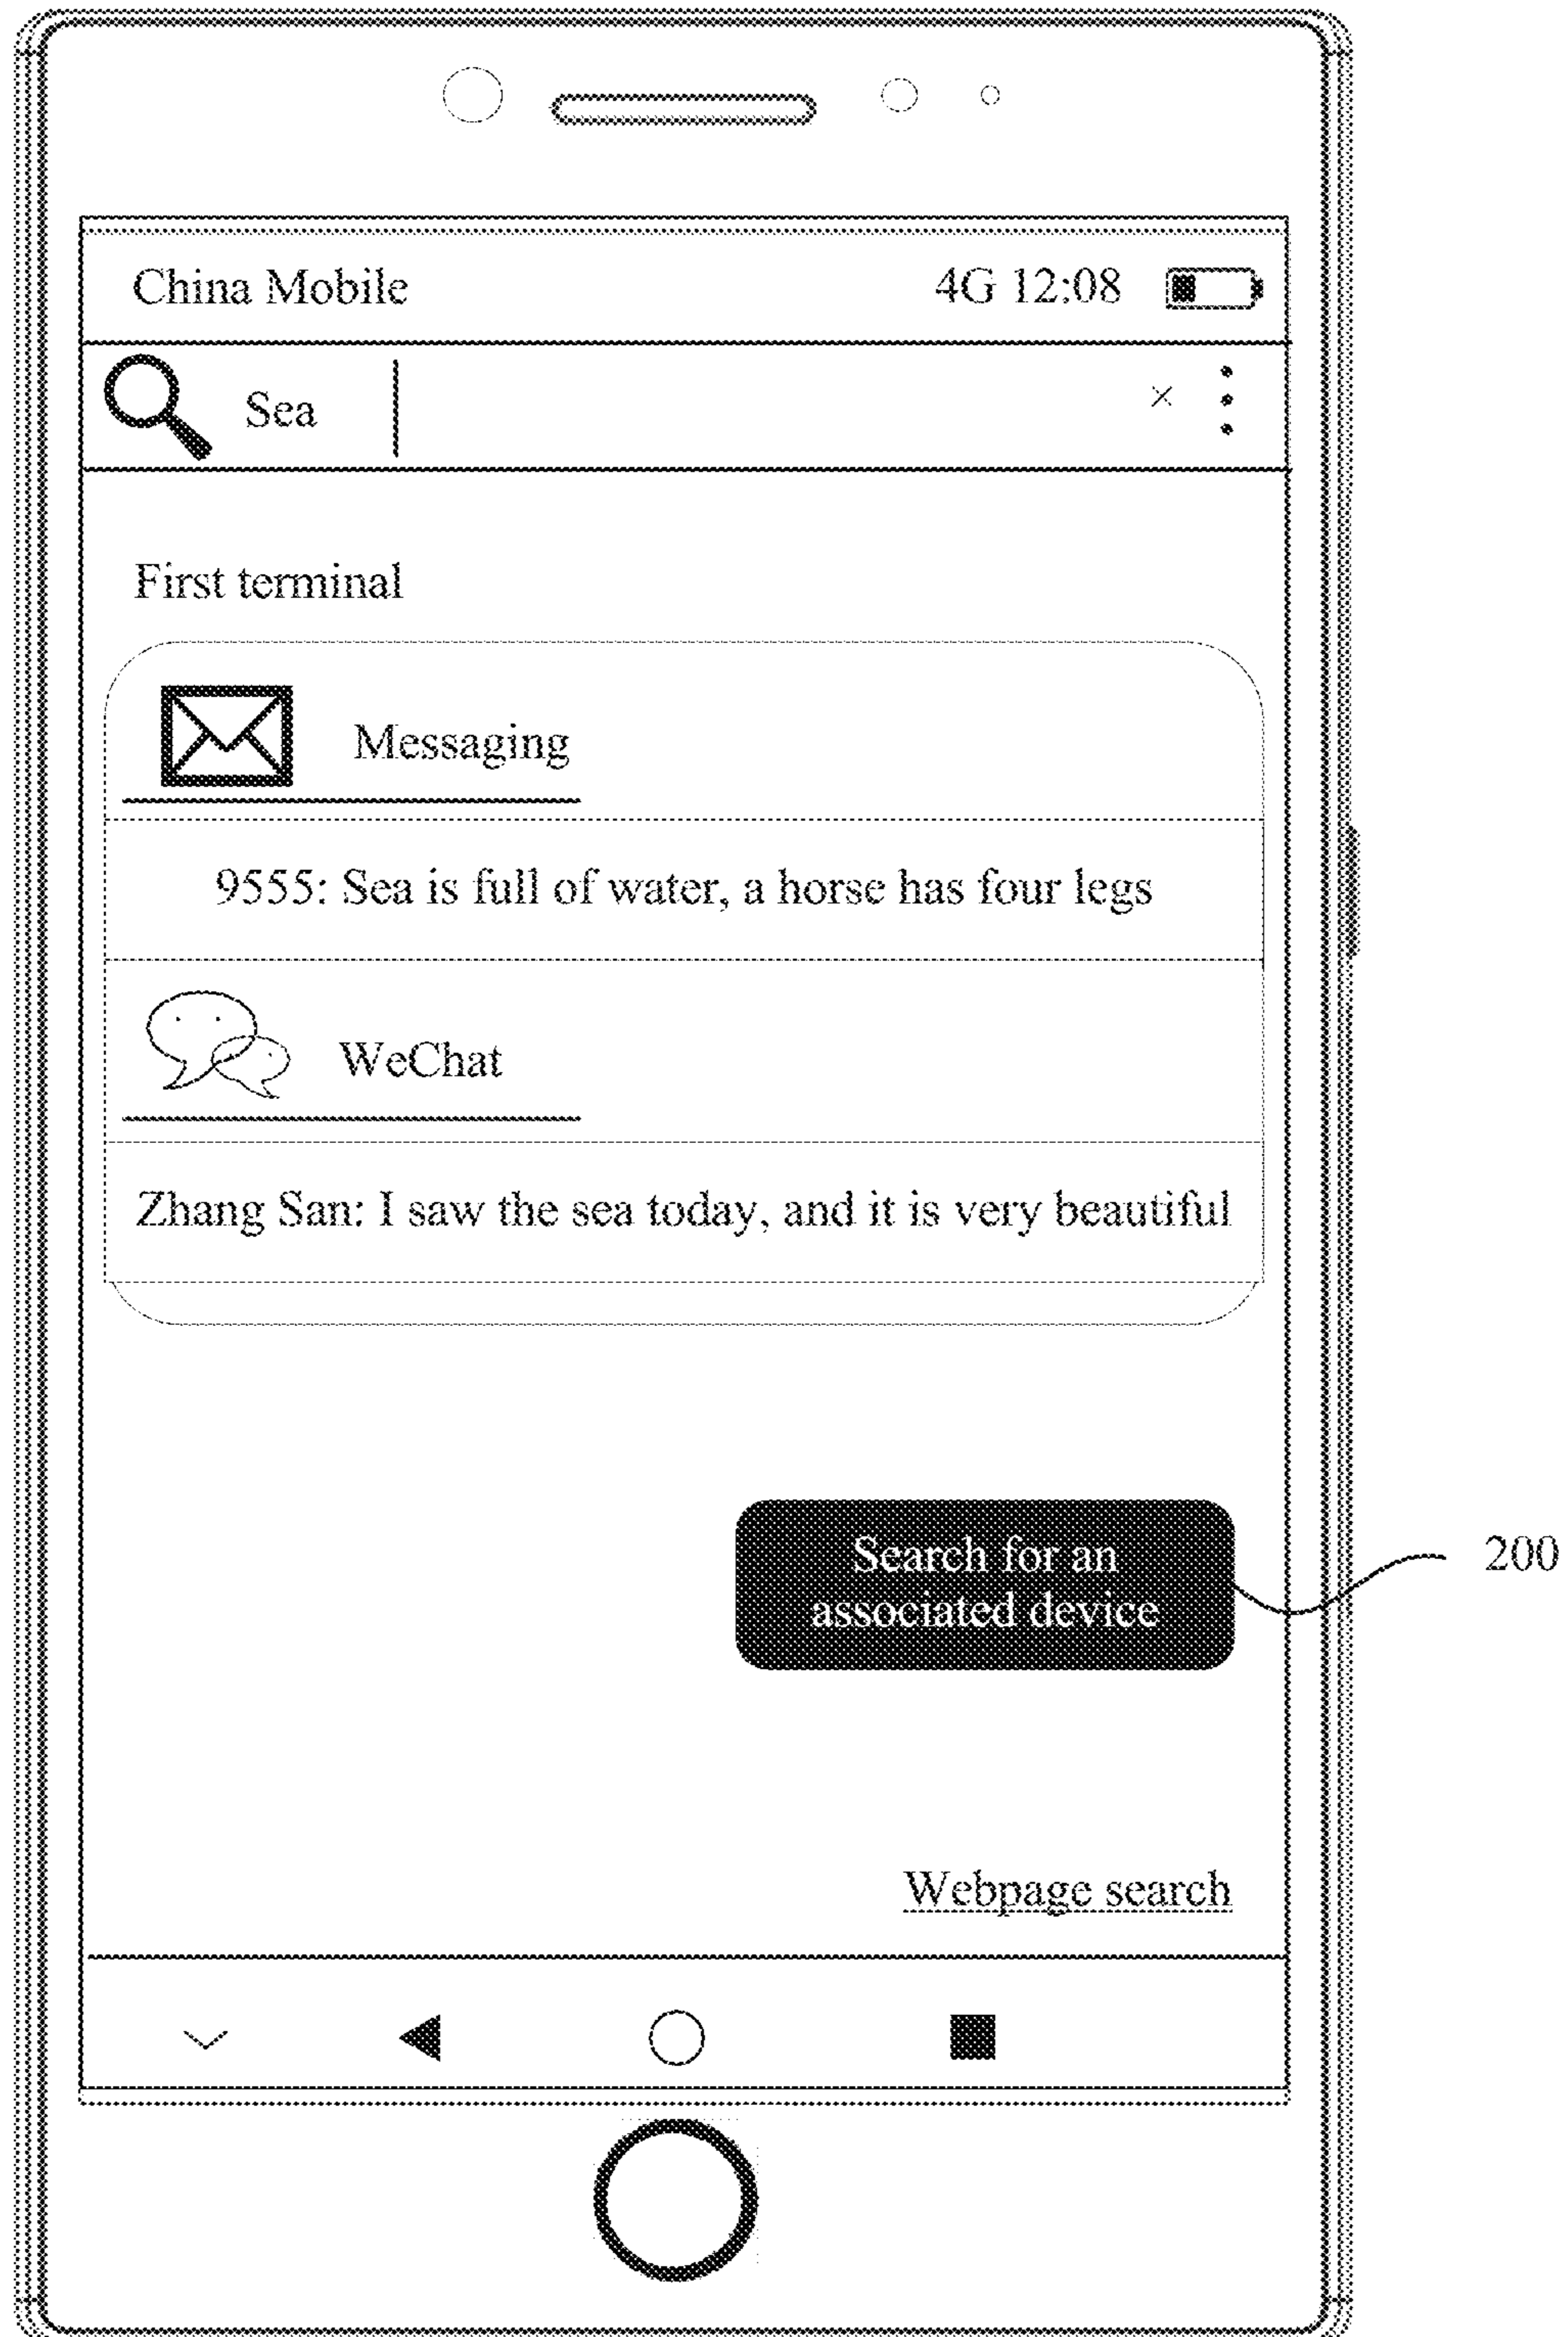 China Mobile 4G 12:08
Sea
First terminal
Messaging
9555: Sea is full of water, a horse has four legs
WeChat
Zhang San: I saw the sea today, and it is very beautiful
Search for an
associated device
200
Webpage search